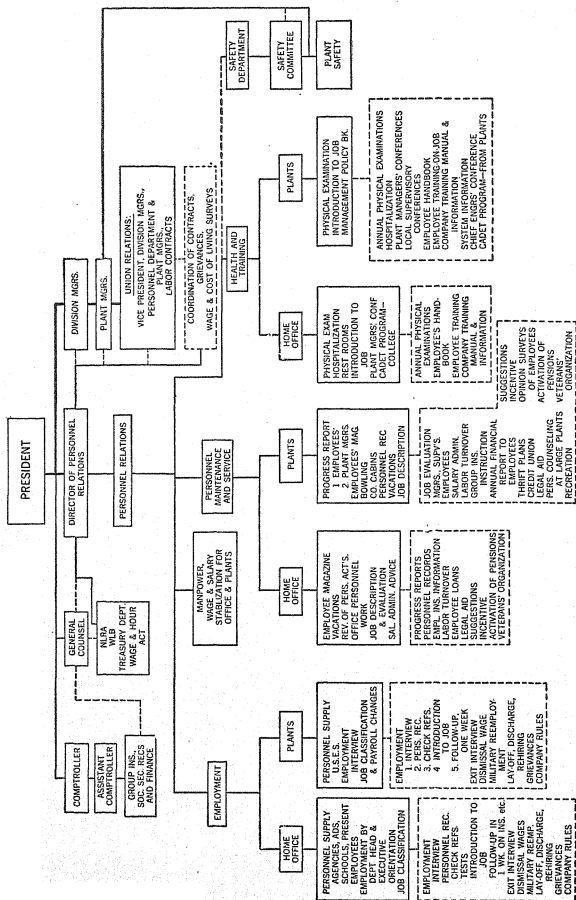 PRESIDENT
COMPTROLLER
ASSISTANT
COMPTROLLER
GROUP INS.,
SOC. SEC. RECS
AND FINANCE
GENERAL
COUNSEL
NLRA
WLB
TREASURY DEPT.
WAGE & HOUR
ACT
DIRECTOR OF PERSONNEL
RELATIONS
PERSONNEL RELATIONS
DIVISION MGRS.
PLANT MGRS.
UNION RELATIONS:
VICE PRESIDENT, DIVISION MGRS.,
PERSONNEL DEPARTMENT &
PLANT MGRS.
LABOR CONTRACTS
COORDINATION OF CONTRACTS,
GRIEVANCES,
WAGE & COST OF LIVING SURVEYS
EMPLOYMENT
MANPOWER,
WAGE & SALARY
STABLIZATION FOR
OFFICE & PLANTS
PERSONNEL
MAINTENANCE
AND SERVICE
HEALTH AND
TRAINING
SAFETY
DEPARTMENT
SAFETY
COMMITTEE
PLANT
SAFETY
HOME
OFFICE
PERSONNEL SUPPLY
AGENCIES, ADS,
SCHOOLS, PRESENT
EMPLOYEES
EMPLOYMENT BY
DEPT HEAD &
EXECUTIVE
ORIENTATION
JOB CLASSIFICATION
EMPLOYMENT
INTERVIEW
PERSONNEL REC.
CHECK REFS.
TESTS
INTRODUCTION TO
JOB
FOLLOW-UP IN
1 WK. ON INS. etc.
EXIT INTERVIEW
DISMISSAL WAGES
MILITARY REEMP.
LAY-OFF, DISCHARGE,
REHIRING
GRIEVANCES
COMPANY RULES
PLANTS
PERSONNEL SUPPLY
U.S.E.S.
EMPLOYMENT
INTERVIEW
JOB CLASSIFICATION
& PAYROLL CHANGES
EMPLOYMENT
1. INTERVIEW
2. PERS. REC.
3. CHECK REFS.
4 INTRODUCTION
TO JOB
5. FOLLOW-UP,
ONE WEEK
EXIT INTERVIEW
DISMISSAL WAGE
MILITARY REEMPLOY-
MENT
LAY-OFF, DISCHARGE,
REHIRING
GRIEVANCES
COMPANY RULES
HOME
OFFICE
EMPLOYEE MAGAZINE
VACATIONS
REV. OF PERS. ACT'S.
OFFICE PERSONNEL
WORK
JOB DESCRIPTION
& EVALUATION
SAL. ADMIN. ADVICE
PROGRESS REPORTS
PERSONNEL RECORDS
EMPL. INS. INFORMATION
LABOR TURNOVER
EMPLOYEE LOANS
LEGAL AID
SUGGESTIONS
INCENTIVE
ACTIVATION OF PENSIONS
VETERANS' ORGANIZATION
PLANTS
PROGRESS REPORT
1 EMPLOYEES'
2. PLANT MGRS.
EMPLOYEES' MAG.
BOWLING
CO. CABINS
PERSONNEL REC
VACATIONS
JOB DESCRIPTION
JOB EVALUATION
MGRS., SUP'S.,
EMPLOYEES
SALARY ADMIN.
LABOR TURNOVER
GROUP INS.
INSTRUCTION
ANNUAL FINANCIAL
REPORT TO
EMPLOYEES
THRIFT PLANS
CREDIT UNION
LEGAL AID
PERS. COUNSELING
AT LARGE PLANTS
RECREATION
SUGGESTIONS
INCENTIVE
OPINION SURVEYS
OF EMPLOYEES
ACTIVATION OF
PENSIONS
VETERANS'
ORGANIZATION
HOME
OFFICE
PHYSICAL EXAM
HOSPITALIZATION
REST ROOMS
INTRODUCTION TO
JOB
PLANT MGRS: CONF
CADET PROGRAM—
COLLEGE
ANNUAL PHYSICAL
EXAMINATIONS
EMPLOYEE'S HAND-
BOOK
EMPLOYEE TRAINING
COMPANY TRAINING
MANUAL &
INFORMATION
PLANTS
PHYSICAL EXAMINATION
INTRODUCTION TO JOB
MANAGEMENT POLICY BK.
ANNUAL PHYSICAL EXAMINATIONS
HOSPITALIZATION
PLANT MANAGERS' CONFERENCES
LOCAL SUPERVISORY
CONFERENCES
EMPLOYEE HANDBOOK
EMPLOYEE TRAINING-ON-JOB
COMPANY TRAINING MANUAL &
INFORMATION
SYSTEM INFORMATION
CHIEF ENGRS' CONFERENCE
CADET PROGRAM—FROM PLANTS